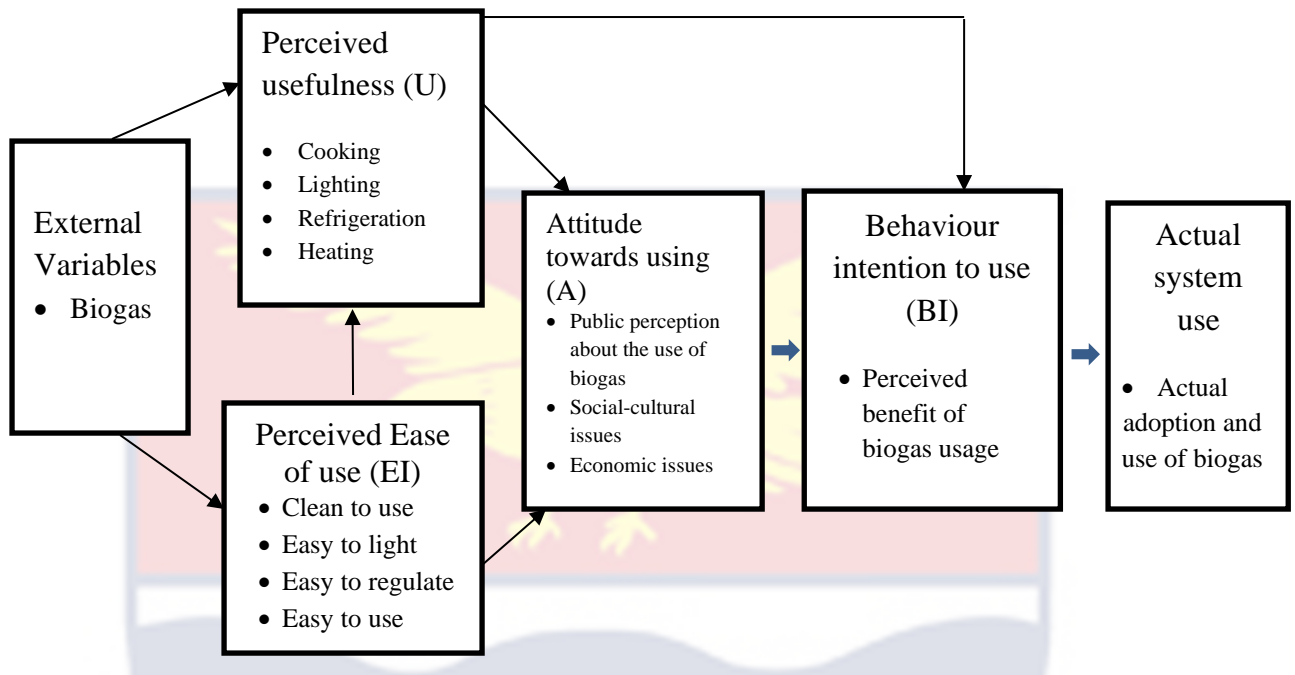 External
Variables
• Biogas
Perceived
usefulness (U)
• Cooking
• Lighting
• Refrigeration
• Heating
Perceived Ease
of use (EI)
• Clean to use
• Easy to light
• Easy to regulate
• Easy to use
Attitude
towards using
(A)
• Public perception
about the use of
biogas
• Social-cultural
issues
• Economic issues
Behaviour
intention to use
(BI)
• Perceived
benefit of
biogas usage
Actual
system
use
• Actual
adoption and
use of biogas